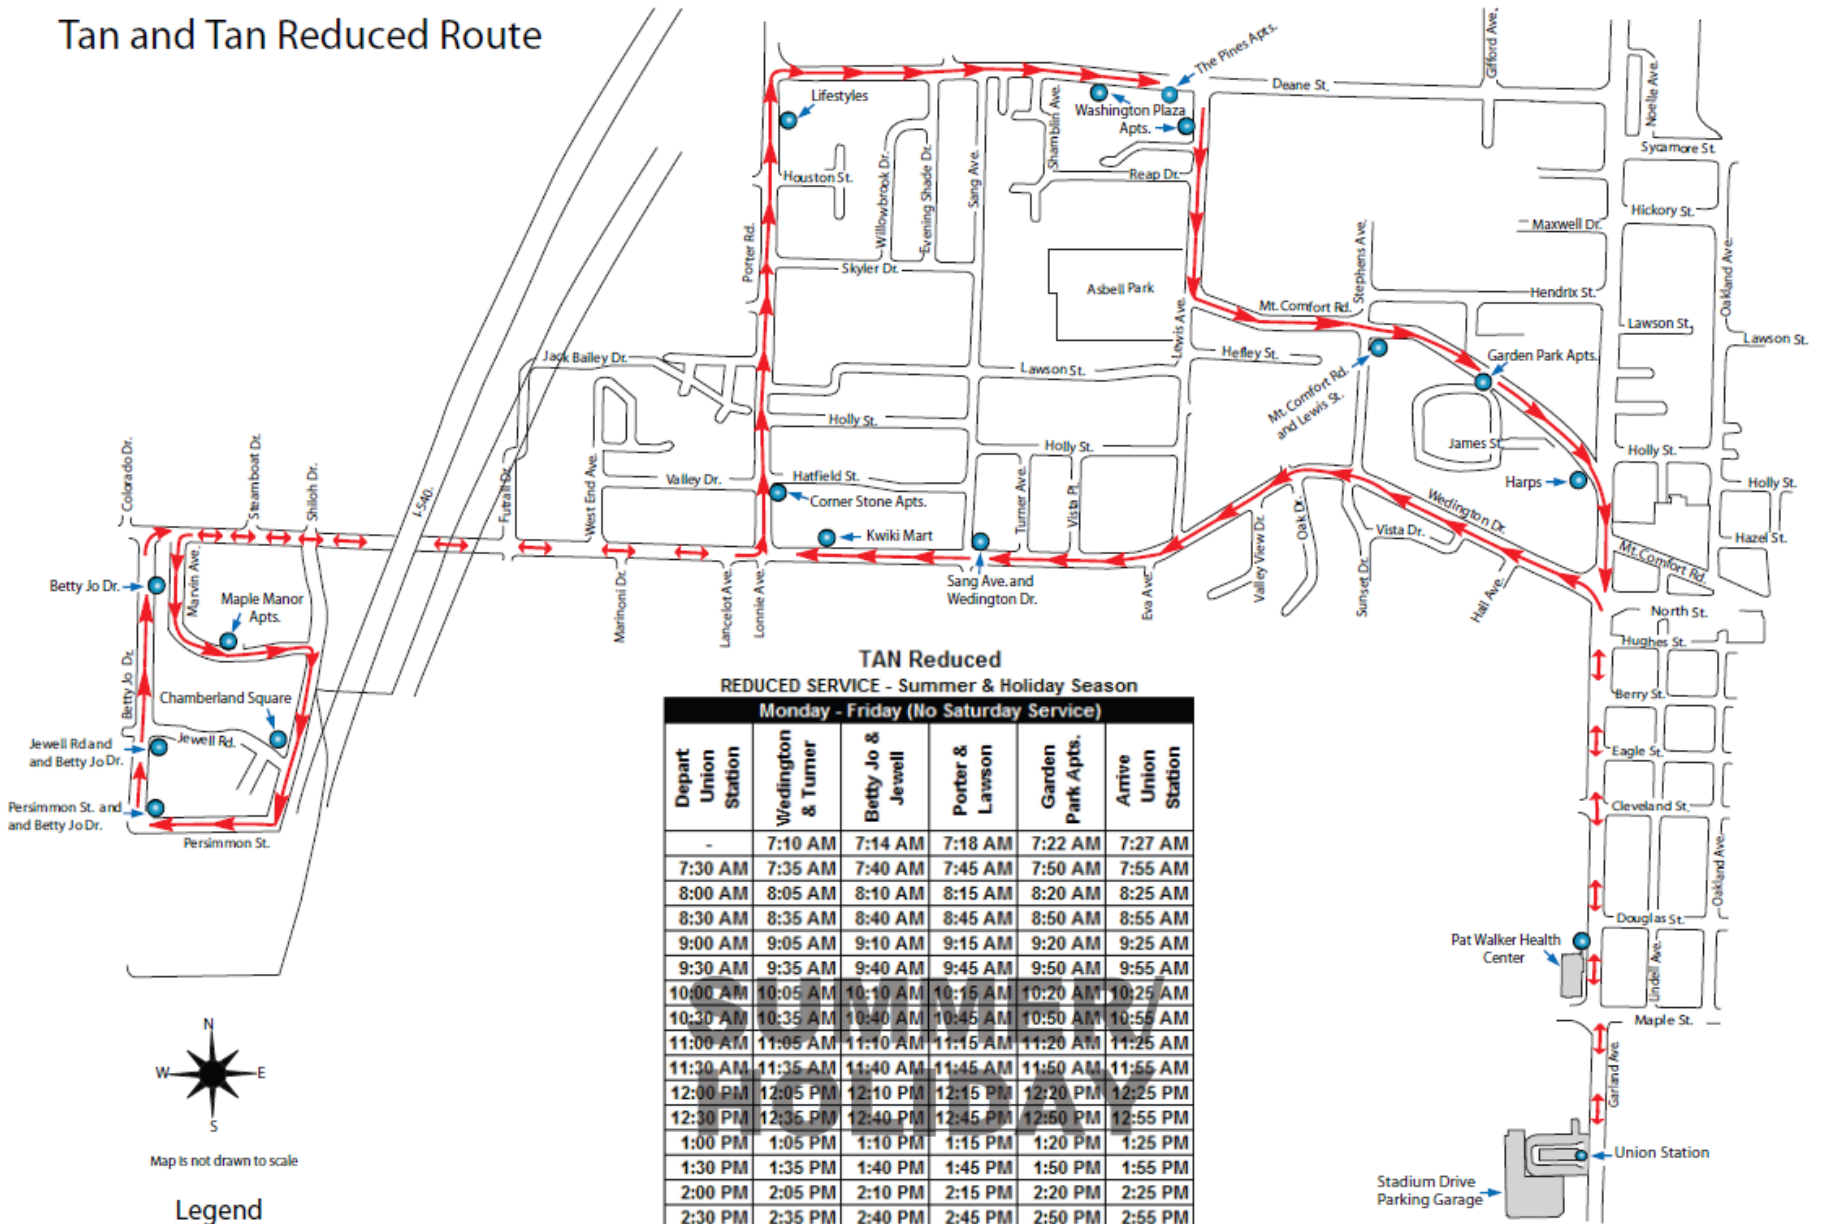 Tan and Tan Reduced Route
The Pines Apts.
Gifford Ave.
Deane St.
Noelle Ave.
Lifestyles
Washington Plaza
Apts.
Shamblin Ave.
Sycamore St.
Houston St.
Willowbrook Dr.
Evening Shade Dr.
Sang Ave.
Reap Dr.
Hickory St.
Maxwell Dr.
Porter Rd.
Skyler Dr.
Asbell Park
Stephens Ave.
Oakland Ave.
Hendrix St.
Mt. Comfort Rd.
Lewis Ave.
Lawson St.
Lawson St.
Jack Bailey Dr.
Hefley St.
Garden Park Apts.
Lawson St.
Mt. Comfort Rd.
and Lewis St.
Holly St.
Holly St.
James St.
Holly St.
Colorado Dr.
Steamboat Dr.
Shiloh Dr.
I-540.
Futrall Dr.
West End Ave.
Valley Dr.
Hatfield St.
Corner Stone Apts.
Turner Ave.
Vista Pl.
Harps
Holly St.
Wedington Dr.
Oak Dr.
Vista Dr.
Kwiki Mart
Hazel St.
Mt. Comfort Rd.
Betty Jo Dr.
Marvin Ave.
Maple Manor
Apts.
Marinoni Dr.
Lancelot Ave.
Lonnie Ave.
Sang Ave. and
Wedington Dr.
Eva Ave.
Valley View Dr.
Sunset Dr.
Hall Ave.
North St.
Hughes St.
Betty Jo Dr.
Chamberland Square
Berry St.
Jewell Rd and
and Betty Jo Dr.
Jewell Rd.
Eagle St.
Persimmon St. and
and Betty Jo Dr.
Cleveland St.
Persimmon St.
Oakland Ave.
Douglas St.
Pat Walker Health
Center
Lindell Ave.
Maple St.
Garland Ave.
Union Station
Stadium Drive
Parking Garage
TAN Reduced
REDUCED SERVICE - Summer & Holiday Season
Monday - Friday (No Saturday Service)
Depart Union Station
Wedington & Turner
Betty Jo & Jewell
Porter & Lawson
Garden Park Apts.
Arrive Union Station
- 7:10 AM 7:14 AM 7:18 AM 7:22 AM 7:27 AM
7:30 AM 7:35 AM 7:40 AM 7:45 AM 7:50 AM 7:55 AM
8:00 AM 8:05 AM 8:10 AM 8:15 AM 8:20 AM 8:25 AM
8:30 AM 8:35 AM 8:40 AM 8:45 AM 8:50 AM 8:55 AM
9:00 AM 9:05 AM 9:10 AM 9:15 AM 9:20 AM 9:25 AM
9:30 AM 9:35 AM 9:40 AM 9:45 AM 9:50 AM 9:55 AM
10:00 AM 10:05 AM 10:10 AM 10:15 AM 10:20 AM 10:25 AM
10:30 AM 10:35 AM 10:40 AM 10:45 AM 10:50 AM 10:55 AM
11:00 AM 11:05 AM 11:10 AM 11:15 AM 11:20 AM 11:25 AM
11:30 AM 11:35 AM 11:40 AM 11:45 AM 11:50 AM 11:55 AM
12:00 PM 12:05 PM 12:10 PM 12:15 PM 12:20 PM 12:25 PM
12:30 PM 12:35 PM 12:40 PM 12:45 PM 12:50 PM 12:55 PM
1:00 PM 1:05 PM 1:10 PM 1:15 PM 1:20 PM 1:25 PM
1:30 PM 1:35 PM 1:40 PM 1:45 PM 1:50 PM 1:55 PM
2:00 PM 2:05 PM 2:10 PM 2:15 PM 2:20 PM 2:25 PM
2:30 PM 2:35 PM 2:40 PM 2:45 PM 2:50 PM 2:55 PM
SUMMER/
HOLIDAY
N
W E
S
Map is not drawn to scale
Legend